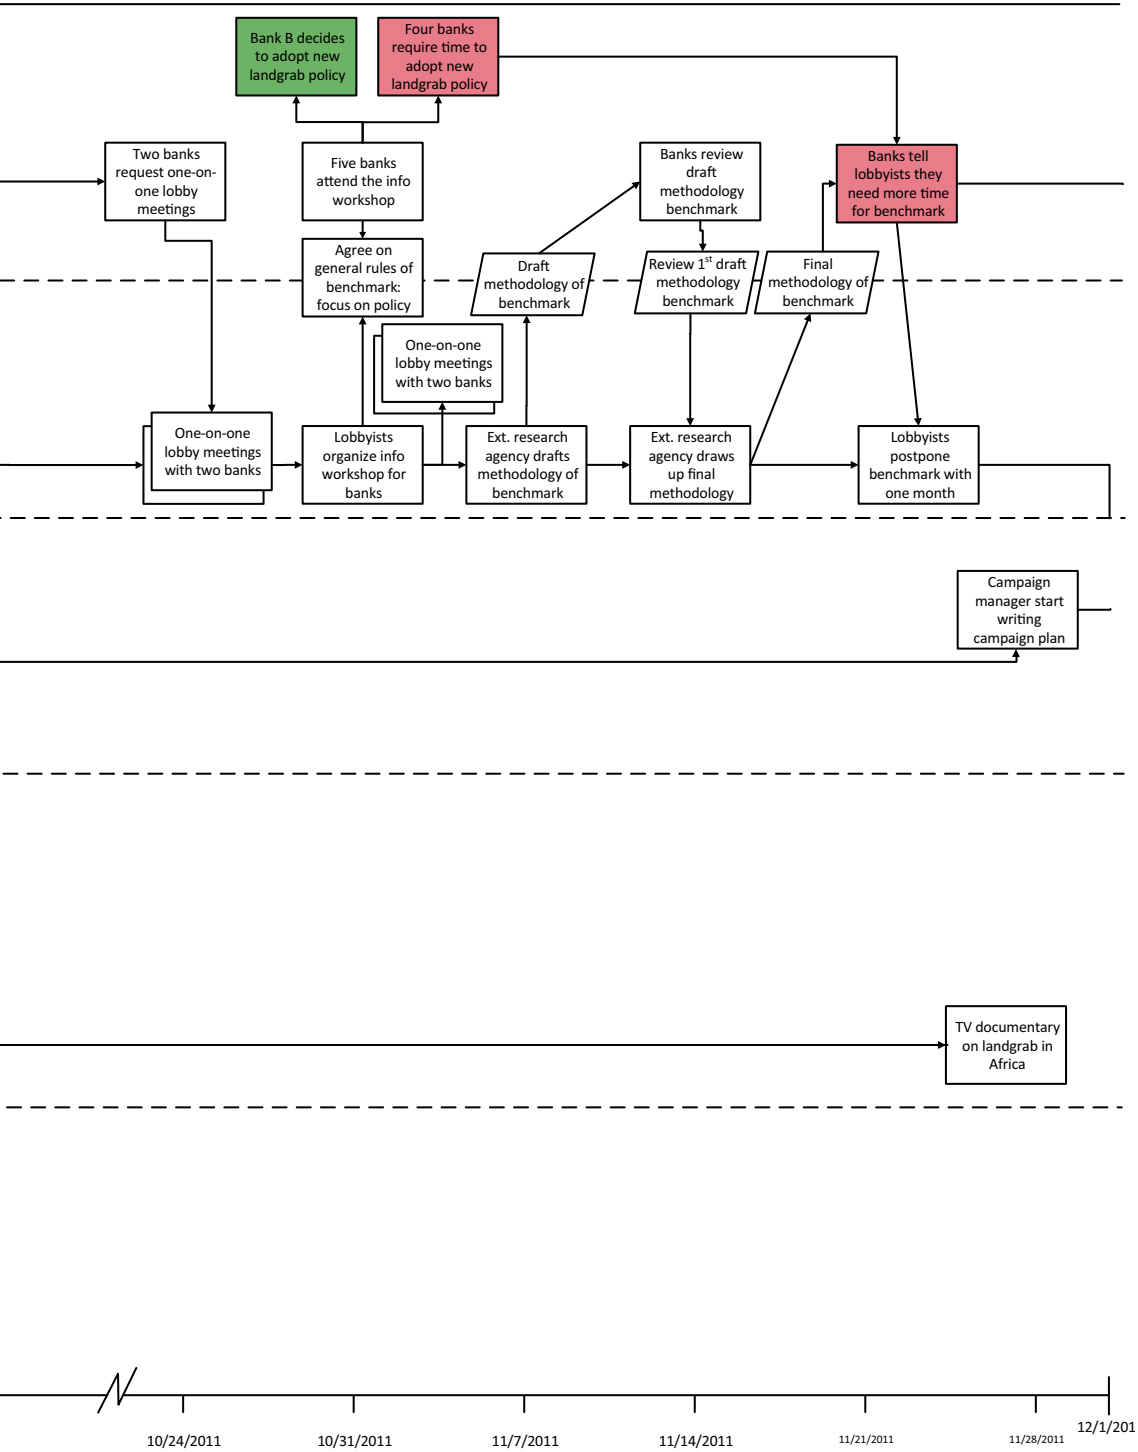 Bank B decides
to adopt new
landgrab policy
Four banks
require time to
adopt new
landgrab policy
Two banks
request one-on-
one lobby
meetings
Five banks
attend the info
workshop
Banks review
draft
methodology
benchmark
Banks tell
lobbyists they
need more time
for benchmark
Agree on
general rules of
benchmark:
focus on policy
Draft
methodology of
benchmark
Review 1st draft
methodology
benchmark
Final
methodology of
benchmark
One-on-one
lobby meetings
with two banks
One-on-one
lobby meetings
with two banks
Lobbyists
organize info
workshop for
banks
Ext. research
agency drafts
methodology of
benchmark
Ext. research
agency draws
up final
methodology
Lobbyists
postpone
benchmark with
one month
Campaign
manager start
writing
campaign plan
TV documentary
on landgrab in
Africa
10/24/2011
10/31/2011
11/7/2011
11/14/2011
11/21/2011
11/28/2011
12/1/201